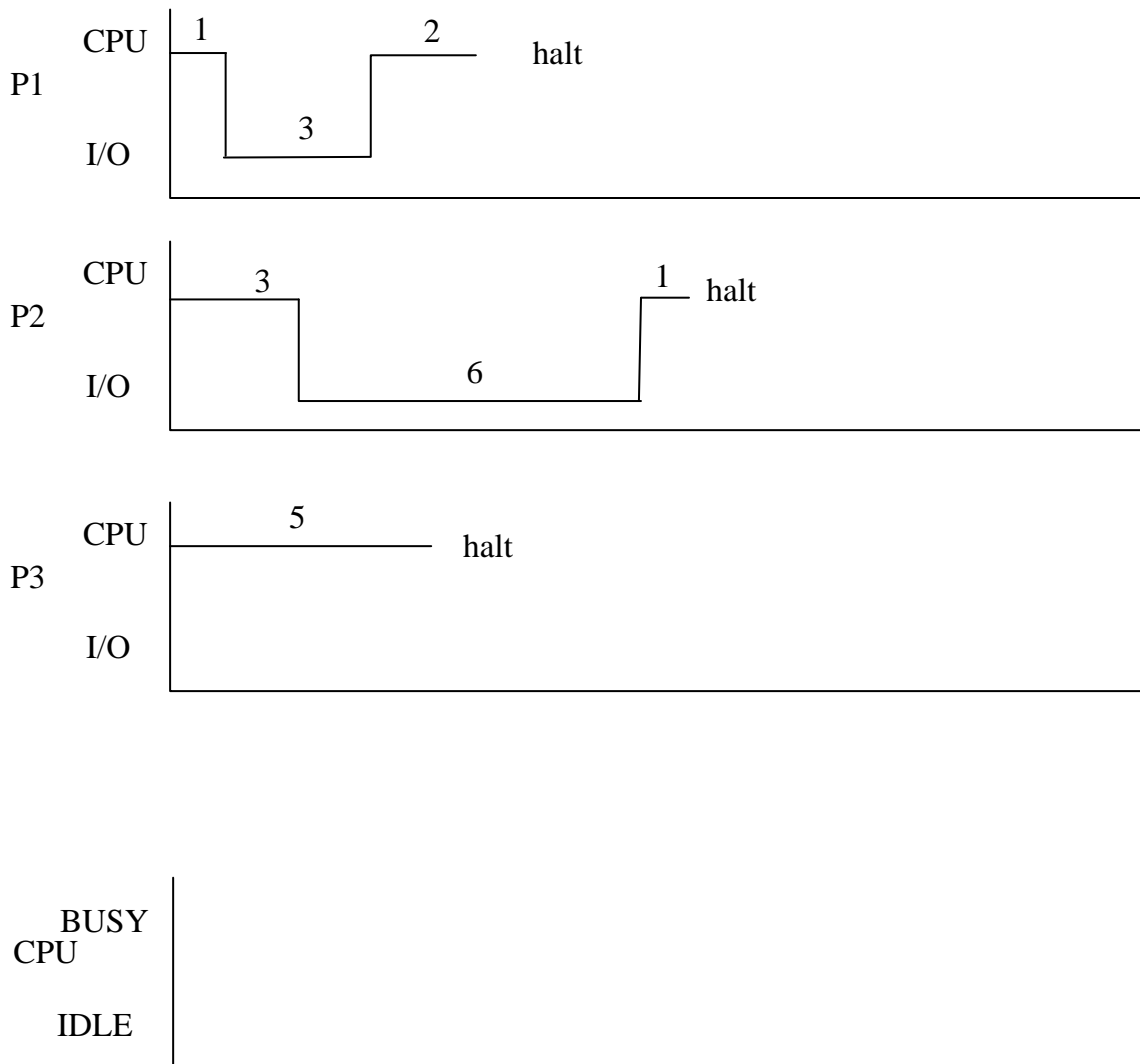 CPU 1 2 halt
P1
3
I/O
CPU 3 1 halt
P2
6
I/O
5
CPU halt
P3
I/O
BUSY
CPU
IDLE